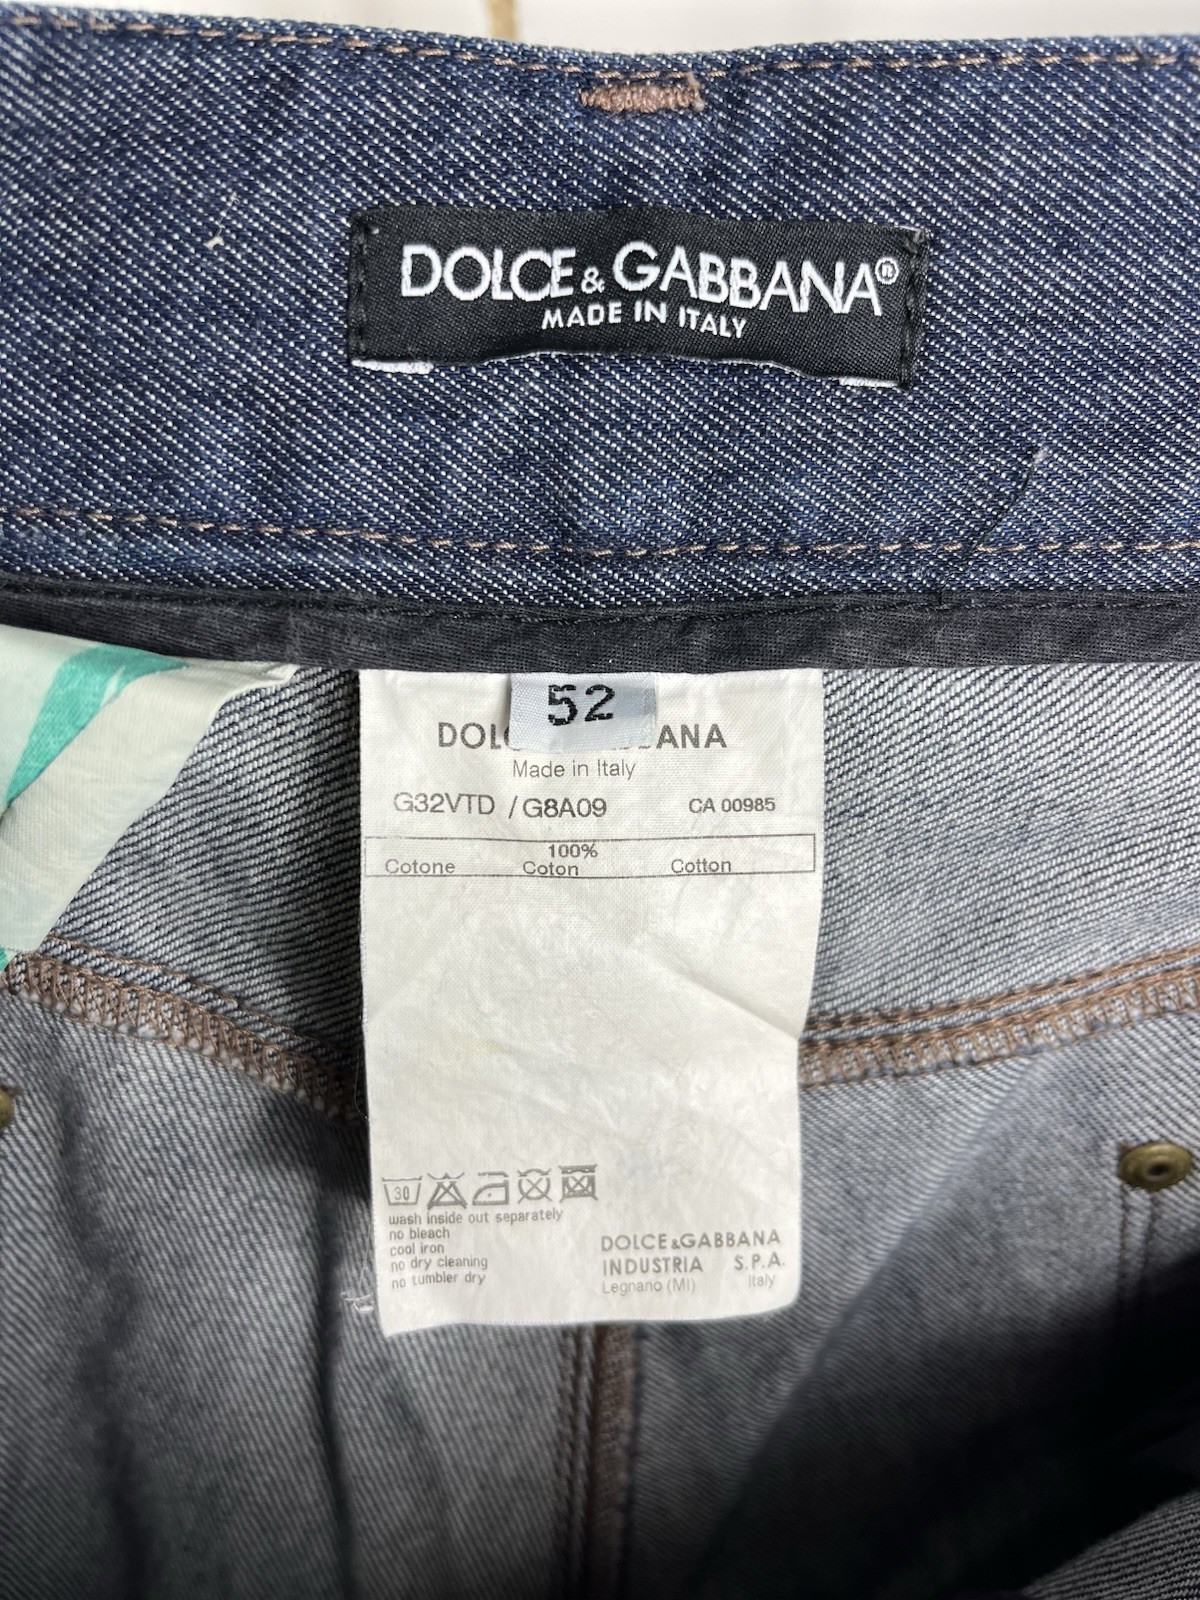 DOLCE & GABBANA®
MADE IN ITALY
52
Made in Italy
G32VTD / G8A09 CA 00985
100%
Cotone Coton Cotton
30
wash inside out separately
no bleach
cool iron
no dry cleaning
no tumbler dry
DOLCE&GABBANA
INDUSTRIA S.P.A.
Legnano (MI) Italy